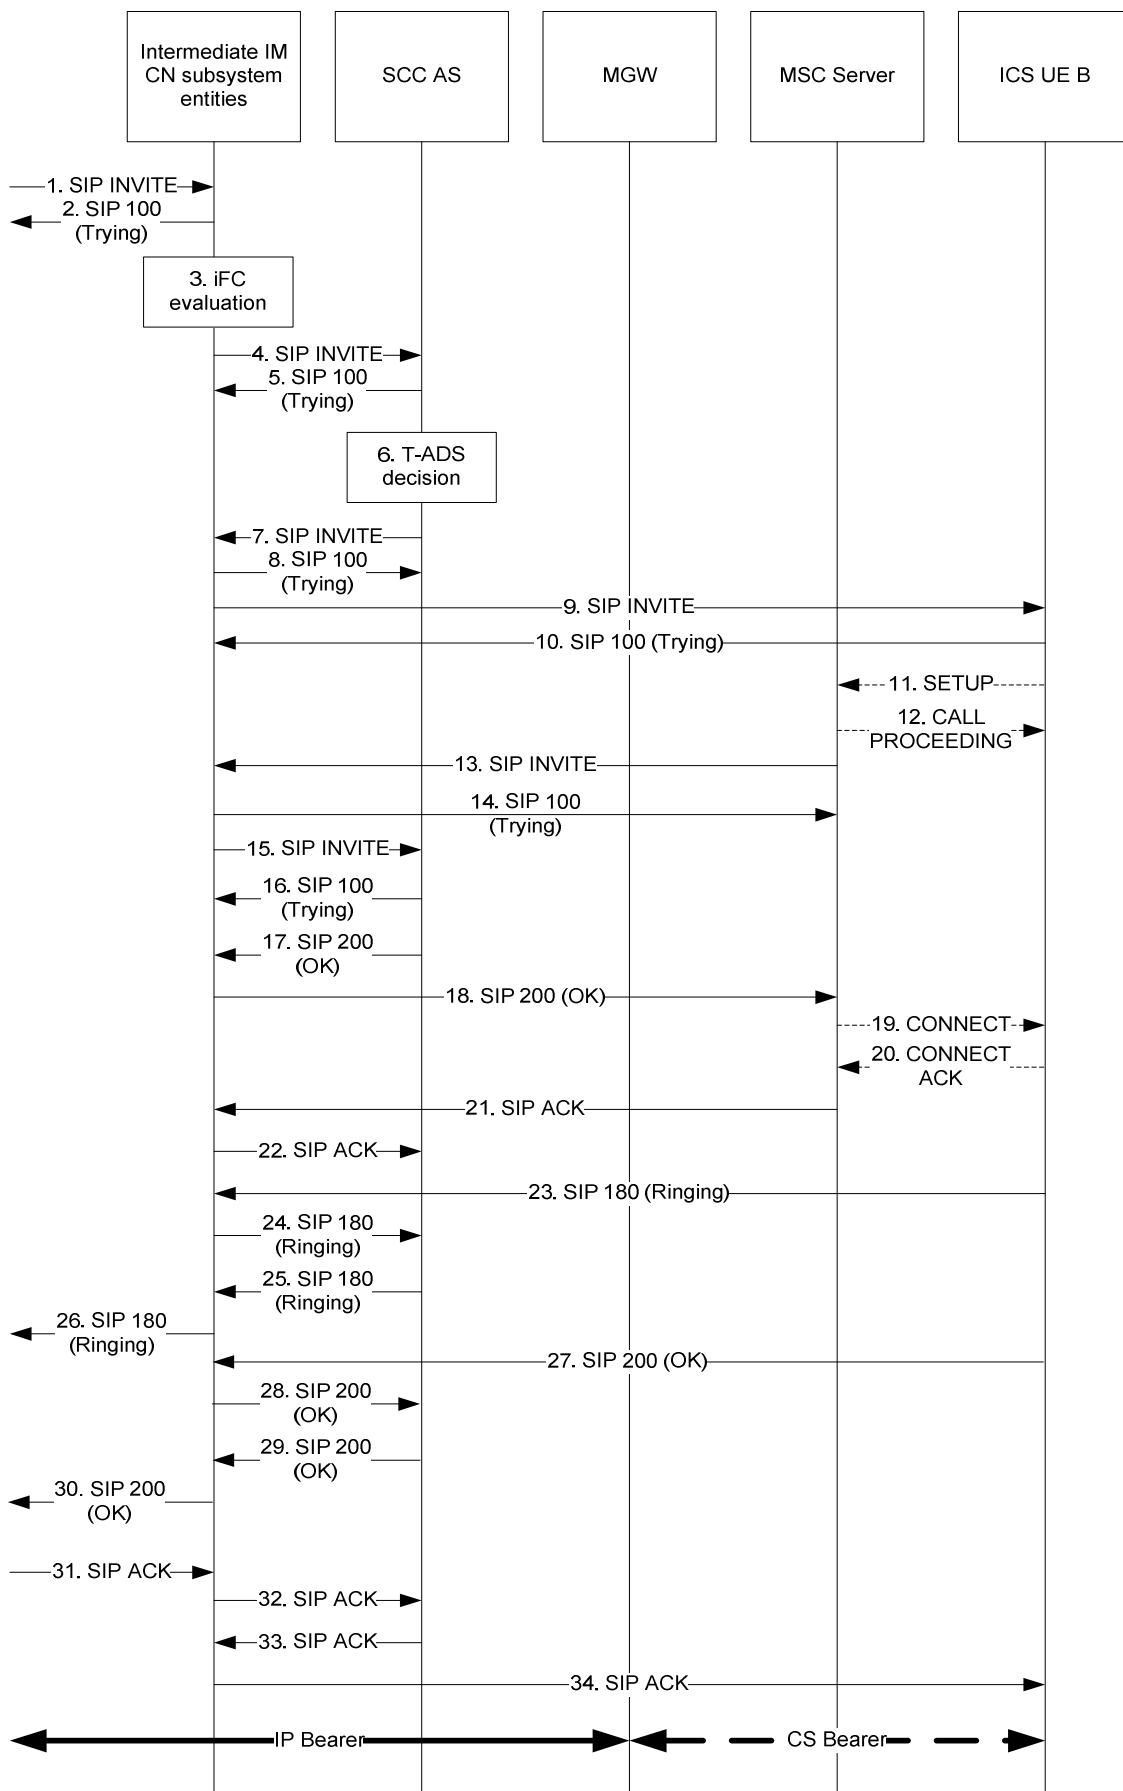 Intermediate IM
CN subsystem
entities
SCC AS
MGW
MSC Server
ICS UE B
1. SIP INVITE
2. SIP 100
(Trying)
3. iFC
evaluation
4. SIP INVITE
5. SIP 100
(Trying)
6. T-ADS
decision
7. SIP INVITE
8. SIP 100
(Trying)
9. SIP INVITE
10. SIP 100 (Trying)
11. SETUP
12. CALL
PROCEEDING
13. SIP INVITE
14. SIP 100
(Trying)
15. SIP INVITE
16. SIP 100
(Trying)
17. SIP 200
(OK)
18. SIP 200 (OK)
19. CONNECT
20. CONNECT
ACK
21. SIP ACK
22. SIP ACK
23. SIP 180 (Ringing)
24. SIP 180
(Ringing)
25. SIP 180
(Ringing)
26. SIP 180
(Ringing)
27. SIP 200 (OK)
28. SIP 200
(OK)
29. SIP 200
(OK)
30. SIP 200
(OK)
31. SIP ACK
32. SIP ACK
33. SIP ACK
34. SIP ACK
IP Bearer
CS Bearer